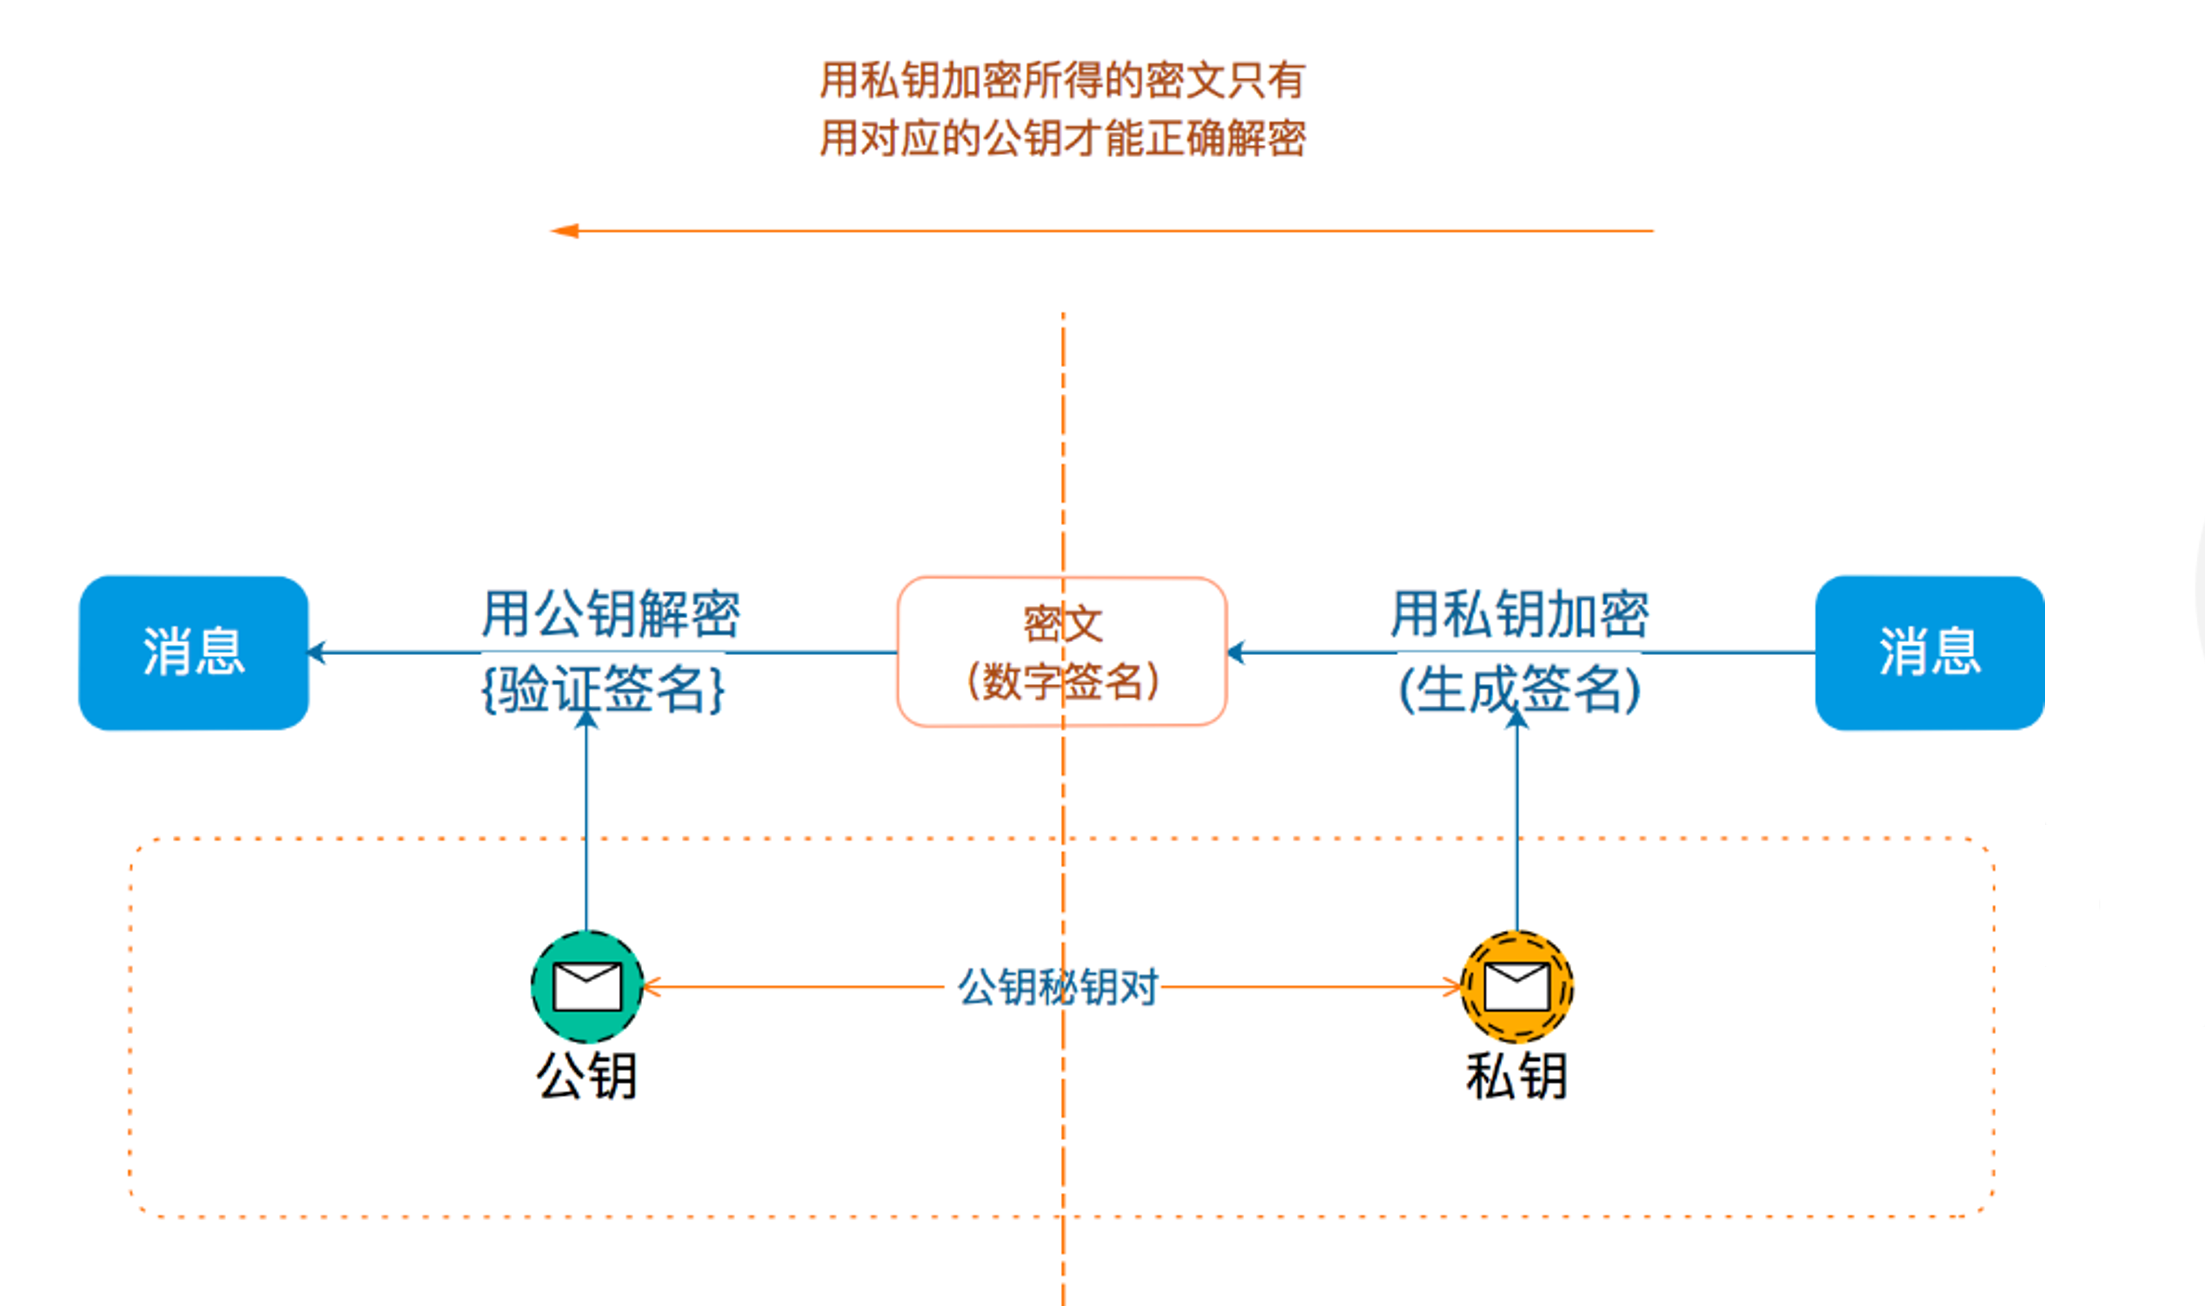 用私钥加密所得的密文只有
用对应的公钥才能正确解密
消息
用公钥解密
{验证签名}
密文
(数字签名)
用私钥加密
(生成签名)
消息
公钥秘钥对
公钥
私钥